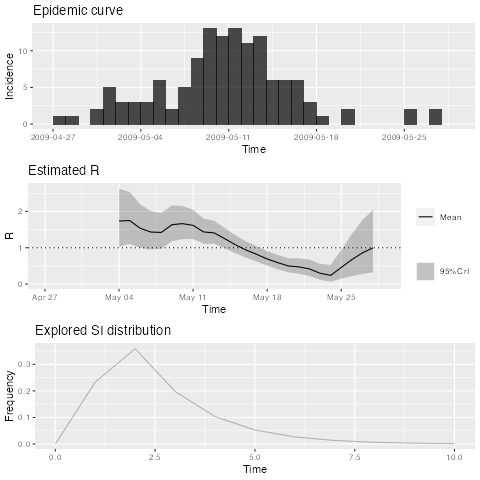 Epidemic curve
10
5
0
Incidence
2009-04-27 2009-05-04 2009-05-11 2009-05-18 2009-05-25
Time
Estimated R
2
1
0
R
Apr 27 May 04 May 11 May 18 May 25
Time
Mean
95%CrI
Explored SI distribution
0.3
0.2
0.1
0.0
Frequency
0.0 2.5 5.0 7.5 10.0
Time